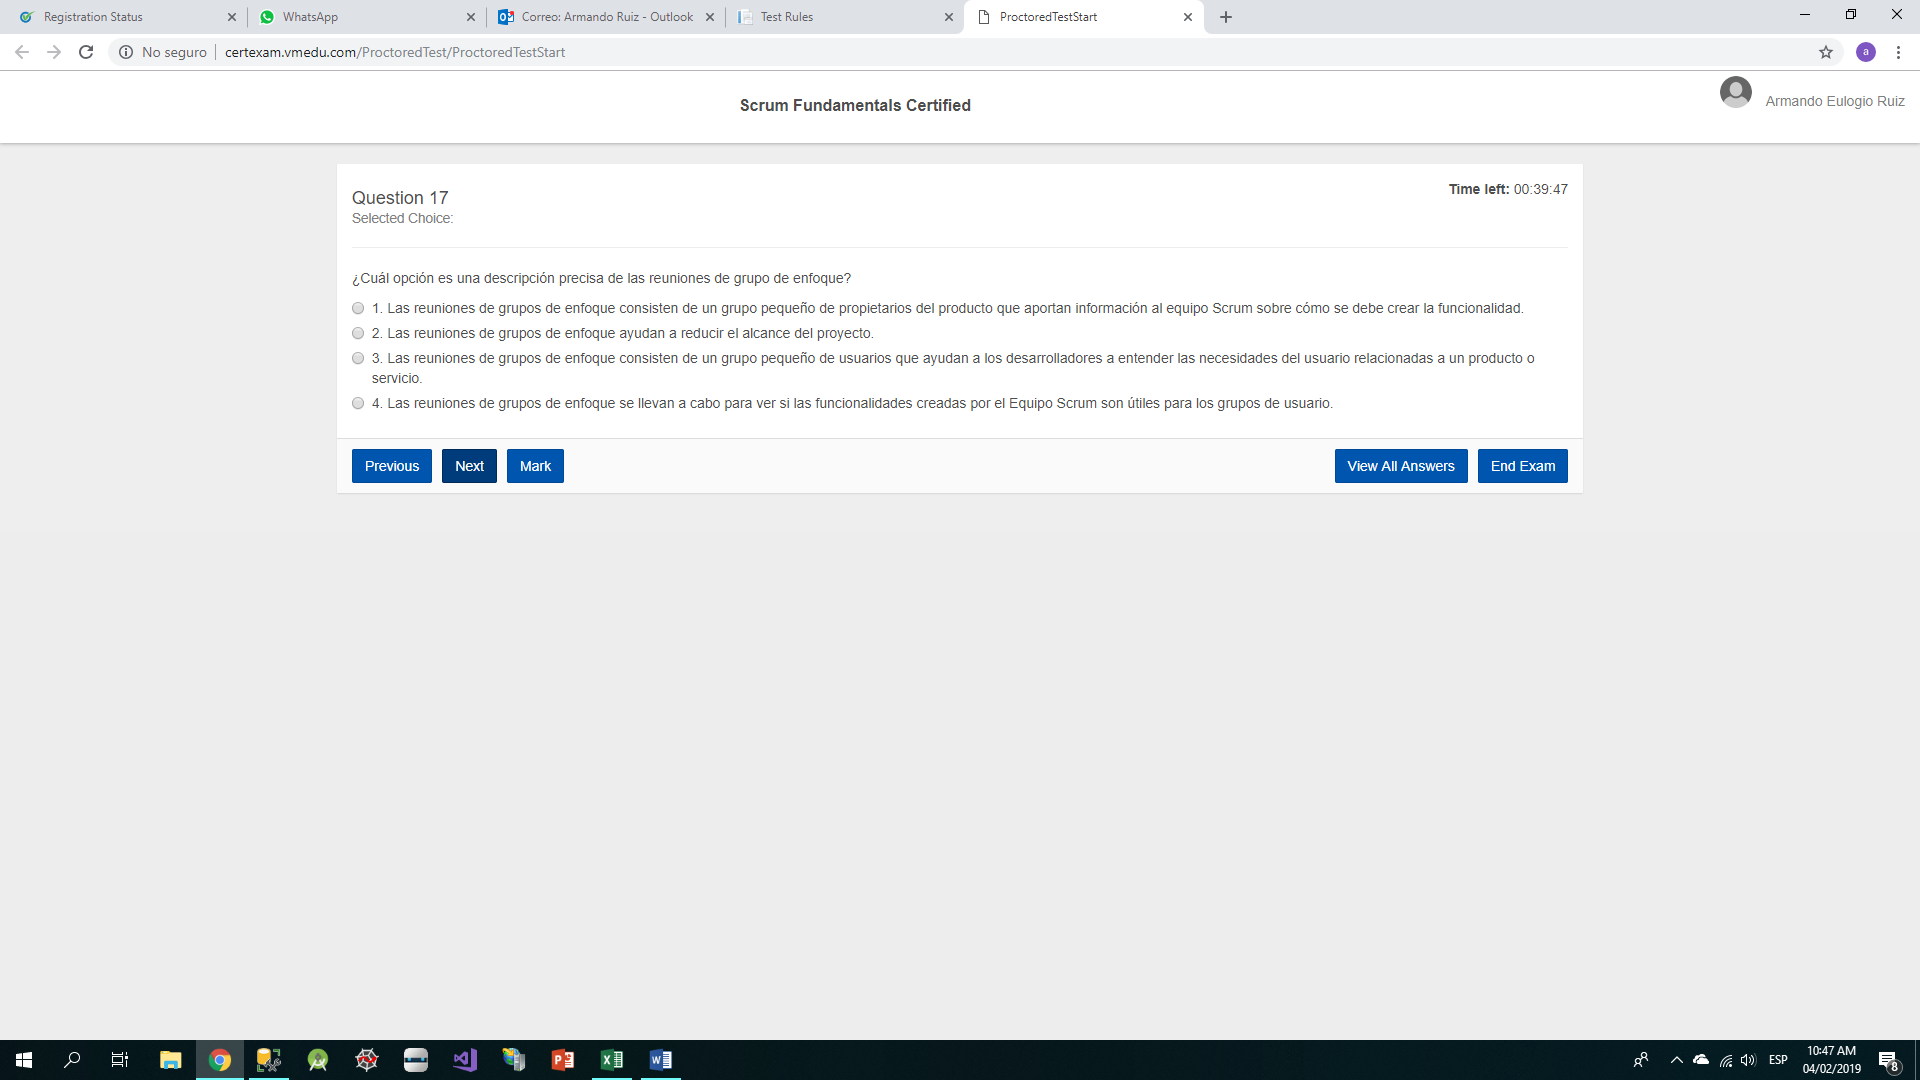 Registration Status
WhatsApp
Correo: Armando Ruiz - Outlook
Test Rules
ProctoredTestStart
No seguro
certexam.vmedu.com/ProctoredTest/ProctoredTestStart
a
Scrum Fundamentals Certified
Armando Eulogio Ruiz
Question 17
Time left: 00:39:47
Selected Choice:
¿Cuál opción es una descripción precisa de las reuniones de grupo de enfoque?
1. Las reuniones de grupos de enfoque consisten de un grupo pequeño de propietarios del producto que aportan información al equipo Scrum sobre cómo se debe crear la funcionalidad.
2. Las reuniones de grupos de enfoque ayudan a reducir el alcance del proyecto.
3. Las reuniones de grupos de enfoque consisten de un grupo pequeño de usuarios que ayudan a los desarrolladores a entender las necesidades del usuario relacionadas a un producto o
servicio.
4. Las reuniones de grupos de enfoque se llevan a cabo para ver si las funcionalidades creadas por el Equipo Scrum son útiles para los grupos de usuario.
Previous
Next
Mark
View All Answers
End Exam
ESP
10:47 AM
04/02/2019
8